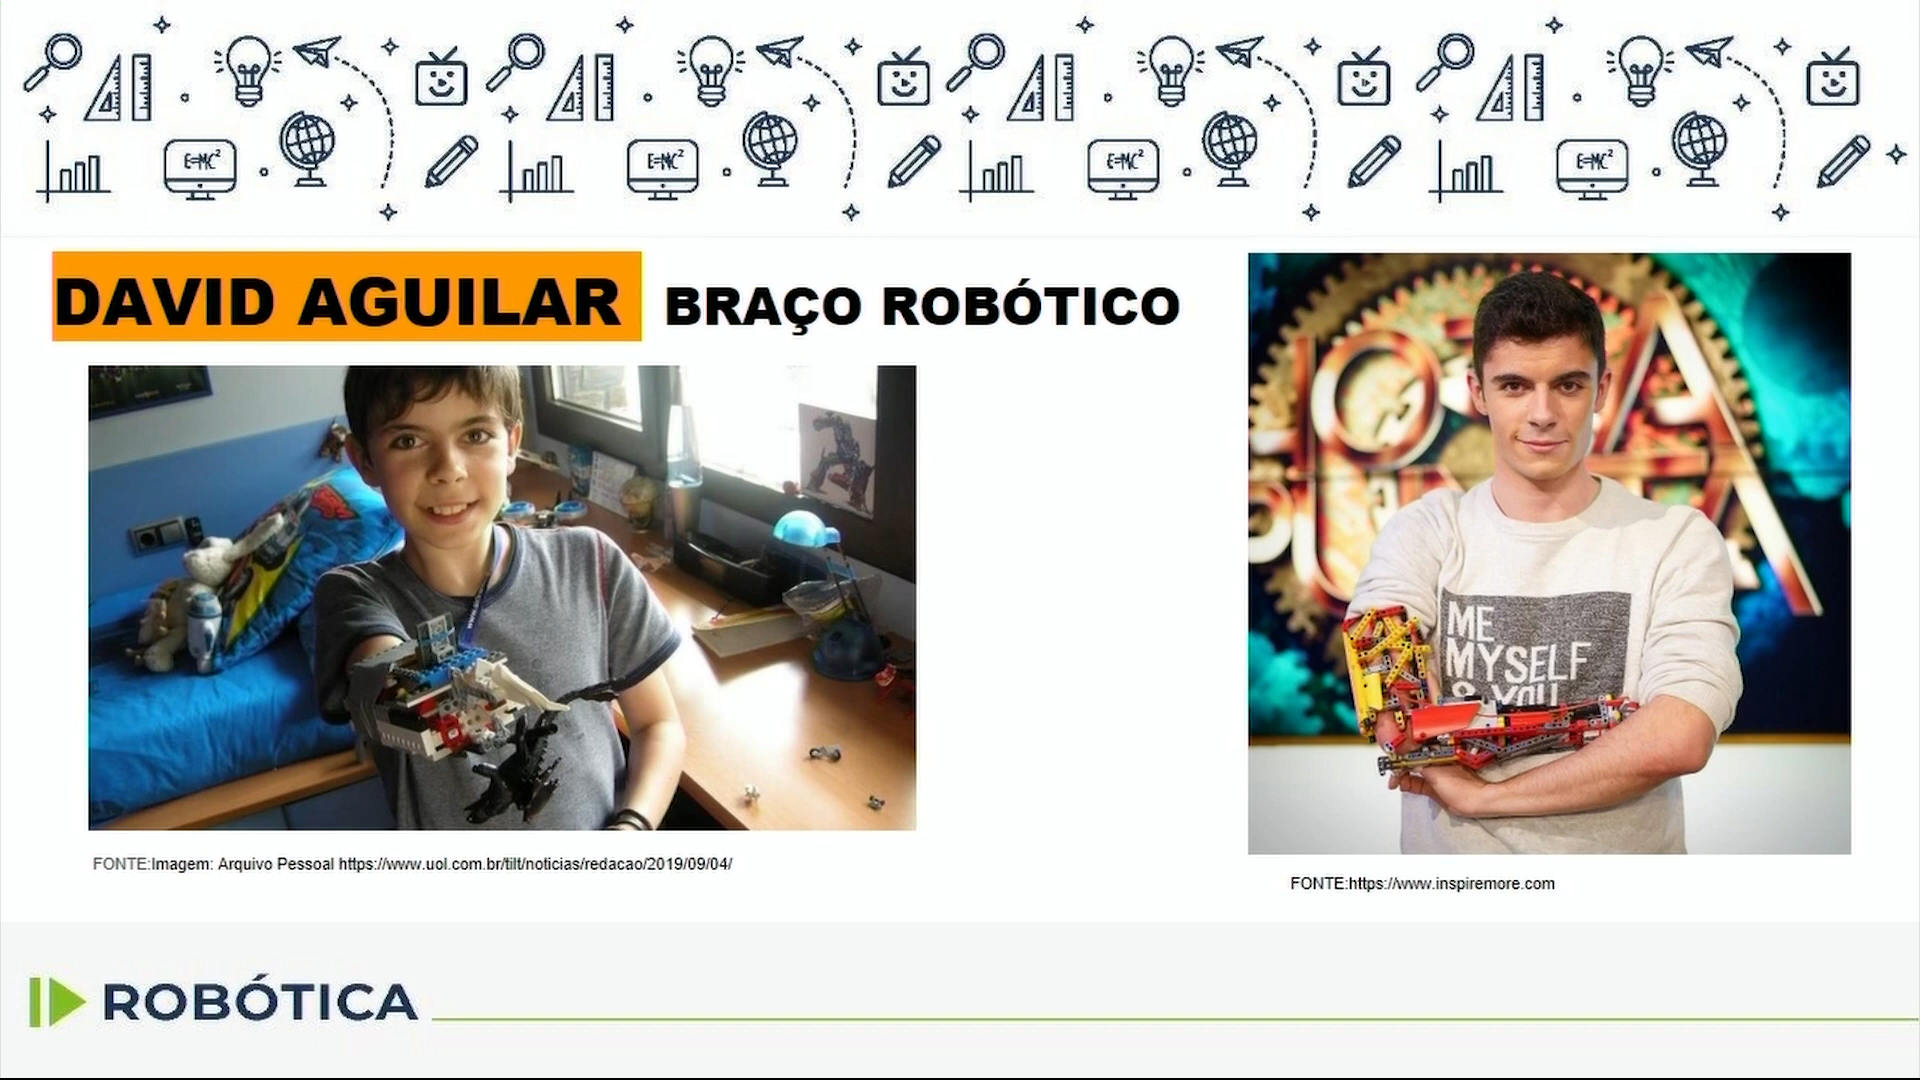 E=MC²
E=MC²
E=MC²
E=MC²
DAVID AGUILAR BRAÇO ROBÓTICO
ME
MYSELF
& YOU
FONTE:Imagem: Arquivo Pessoal https://www.uol.com.br/tilt/noticias/redacao/2019/09/04/
FONTE:https://www.inspiremore.com
ROBÓTICA